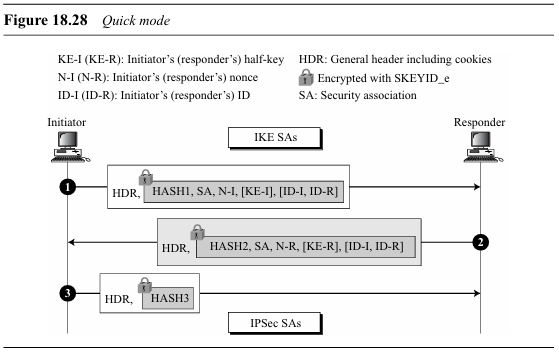 Figure 18.28 Quick mode
KE-I (KE-R): Initiator's (responder's) half-key
HDR: General header including cookies
N-I (N-R): Initiator's (responder's) nonce
Encrypted with SKEYID_e
ID-I (ID-R): Initiator's (responder's) ID
SA: Security association
Initiator
Responder
IKE SAs
1
HDR, HASH1, SA, N-I, [KE-I], [ID-I, ID-R]
HDR, HASH2, SA, N-R, [KE-R], [ID-I, ID-R]
2
3
HDR, HASH3
IPSec SAs